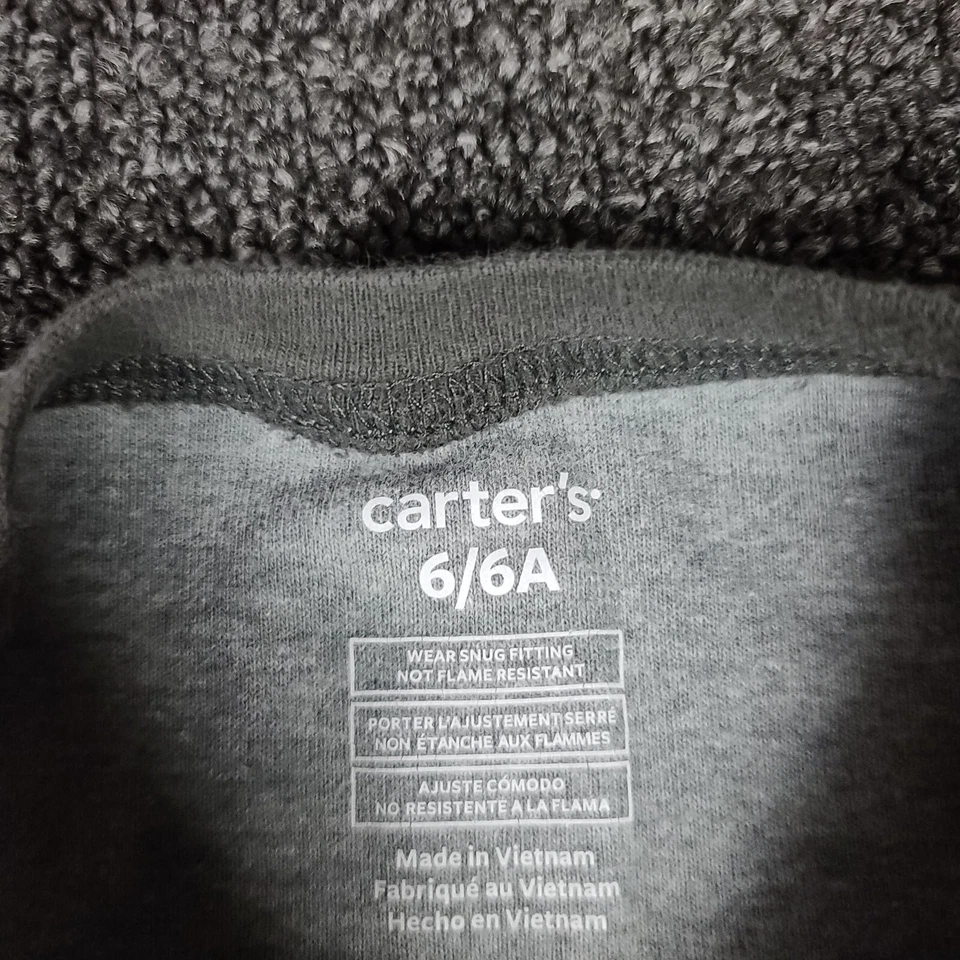 carter's
6/6A
WEAR SNUG FITTING
NOT FLAME RESISTANT
PORTER L'AJUSTEMENT SERRÉ
NON ÉTANCHE AUX FLAMMES
AJUSTE CÓMODO
NO RESISTENTE A LA FLAMA
Made in Vietnam
Fabriqué au Vietnam
Hecho en Vietnam